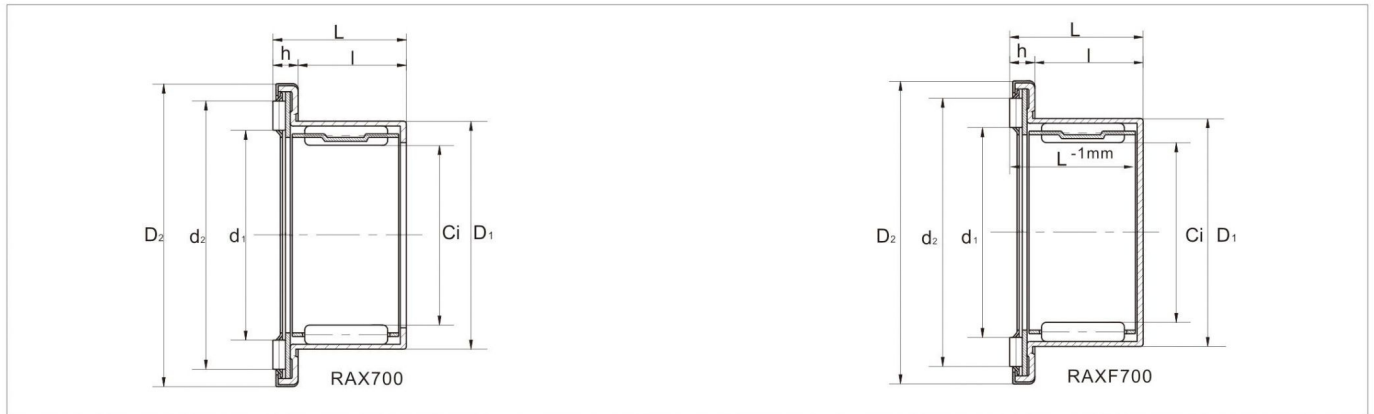 L
h l
D₂ d₂ d₁ Ci D₁
RAX700
L
h l
L -1mm
D₂ d₂ d₁ Ci D₁
RAXF700